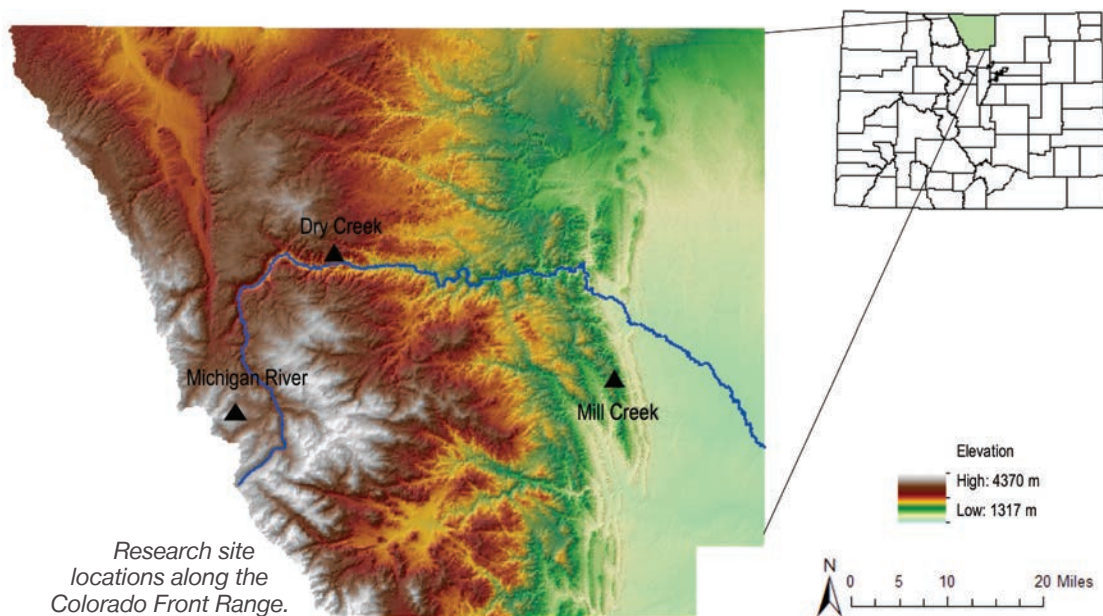 Dry Creek
Michigan River
Mill Creek
Research site
locations along the
Colorado Front Range.
Elevation
High: 4370 m
Low: 1317 m
N
0 5 10 20 Miles